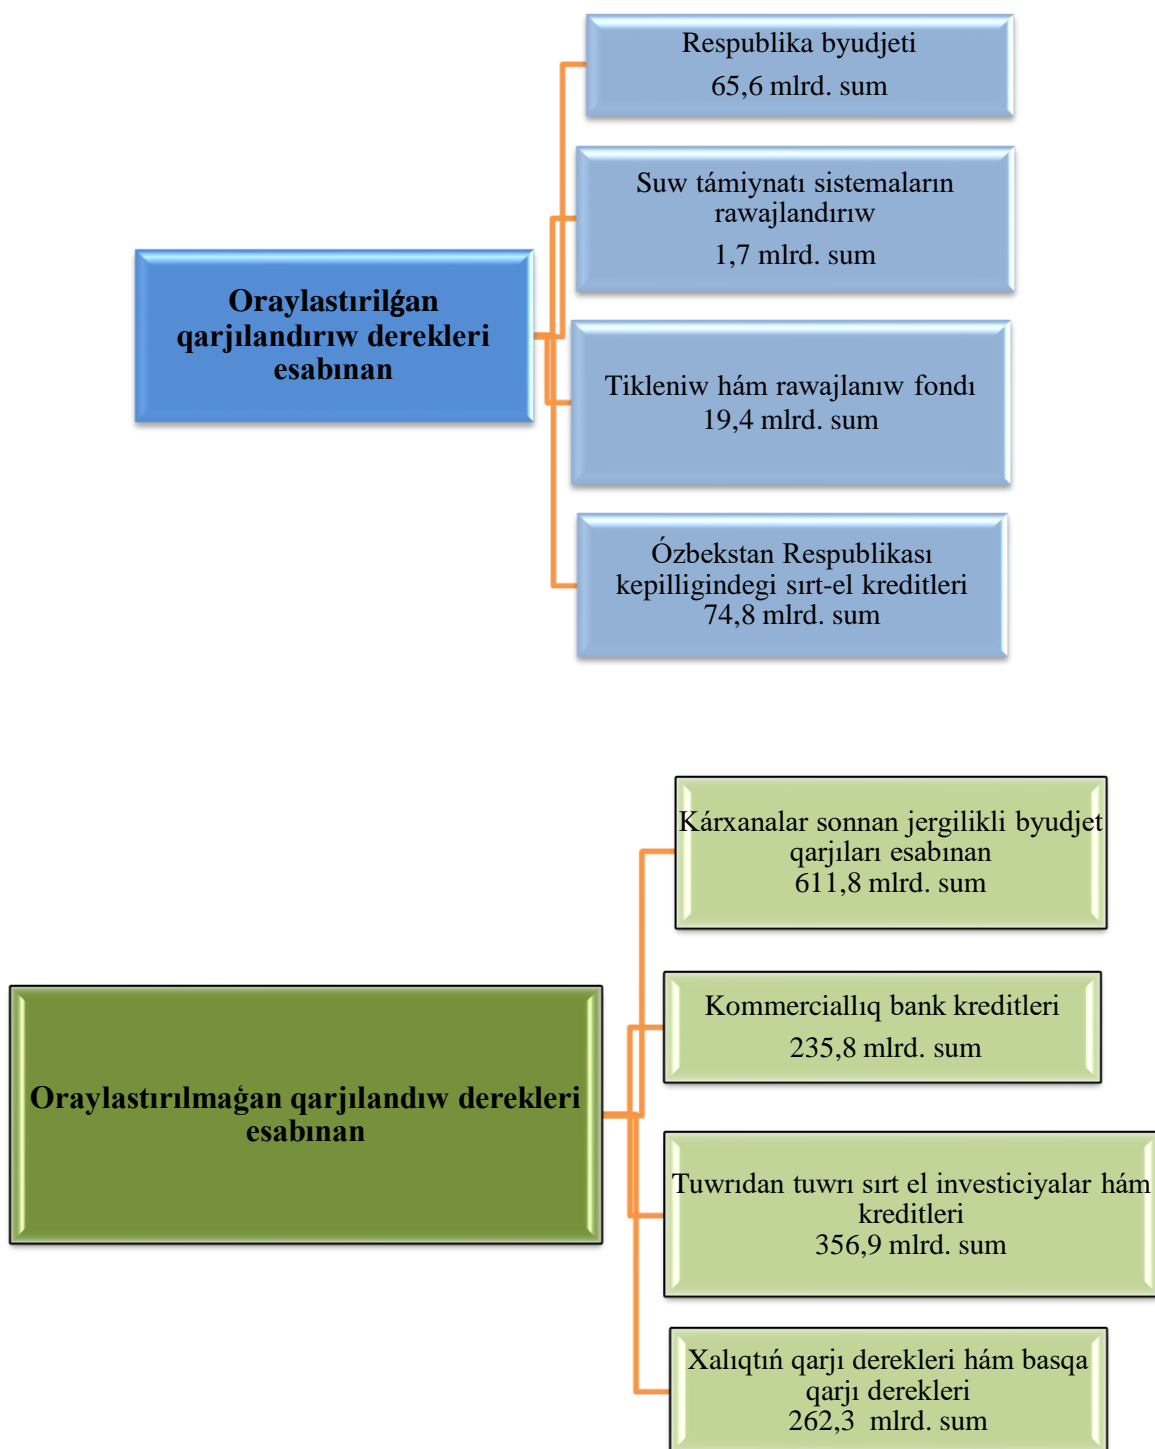 Respublika byudjeti
65,6 mlrd. sum
Suw támiynatı sistemaların
rawajlandırıw
1,7 mlrd. sum
Oraylastırilǵan
qarjılandırıw derekleri
esabınan
Tikleniw hám rawajlanıw fondı
19,4 mlrd. sum
Ózbekstan Respublikası
kepilligindegi sırt-el kreditleri
74,8 mlrd. sum
Kárxanalar sonnan jergilikli byudjet
qarjıları esabınan
611,8 mlrd. sum
Kommerciallıq bank kreditleri
235,8 mlrd. sum
Oraylastırılmaǵan qarjılandıw derekleri
esabınan
Tuwrıdan tuwrı sırt el investiciyalar hám
kreditleri
356,9 mlrd. sum
Xalıqtıń qarjı derekleri hám basqa
qarjı derekleri
262,3 mlrd. sum